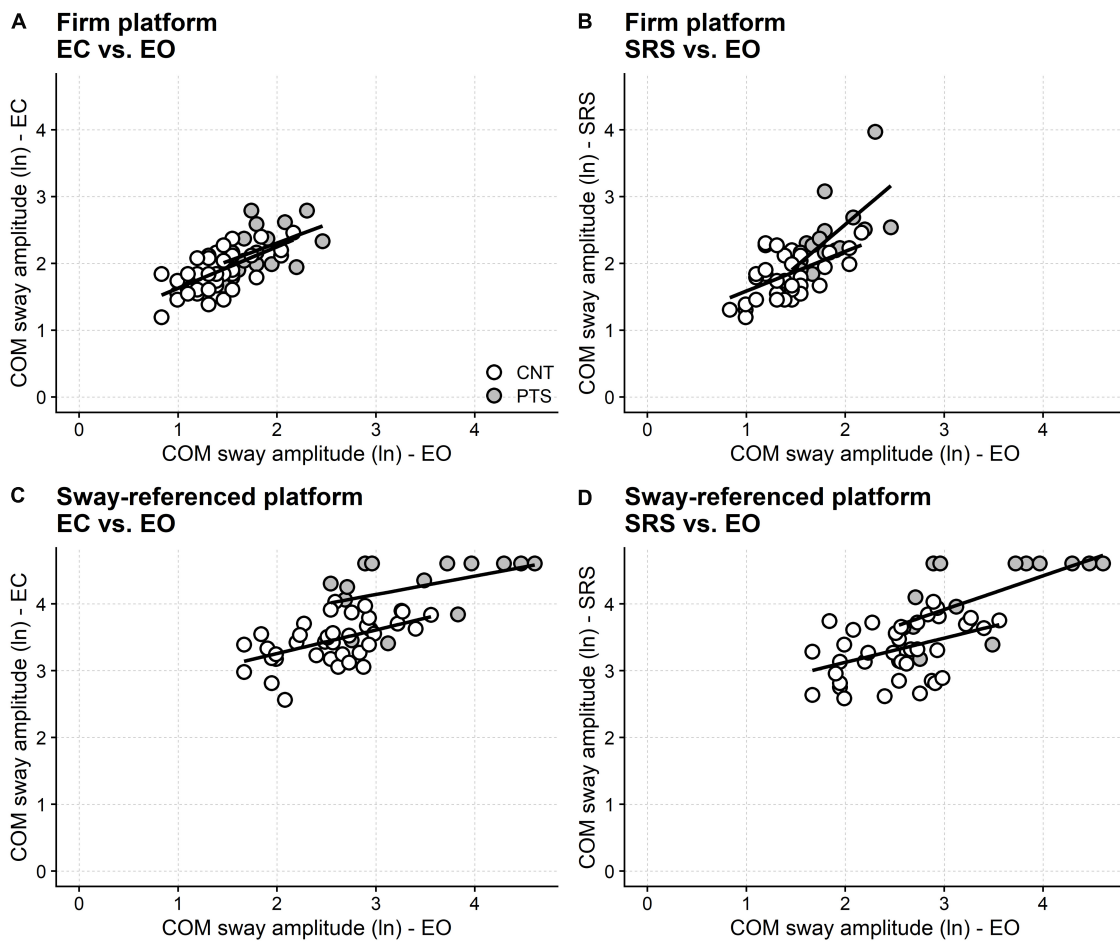 A
Firm platform
EC vs. EO
COM sway amplitude (ln) - EC
4
3
2
1
0
CNT
PTS
0 1 2 3 4
COM sway amplitude (ln) - EO
B
Firm platform
SRS vs. EO
COM sway amplitude (ln) - SRS
4
3
2
1
0
0 1 2 3 4
COM sway amplitude (ln) - EO
C
Sway-referenced platform
EC vs. EO
COM sway amplitude (ln) - EC
4
3
2
1
0
0 1 2 3 4
COM sway amplitude (ln) - EO
D
Sway-referenced platform
SRS vs. EO
COM sway amplitude (ln) - SRS
4
3
2
1
0
0 1 2 3 4
COM sway amplitude (ln) - EO